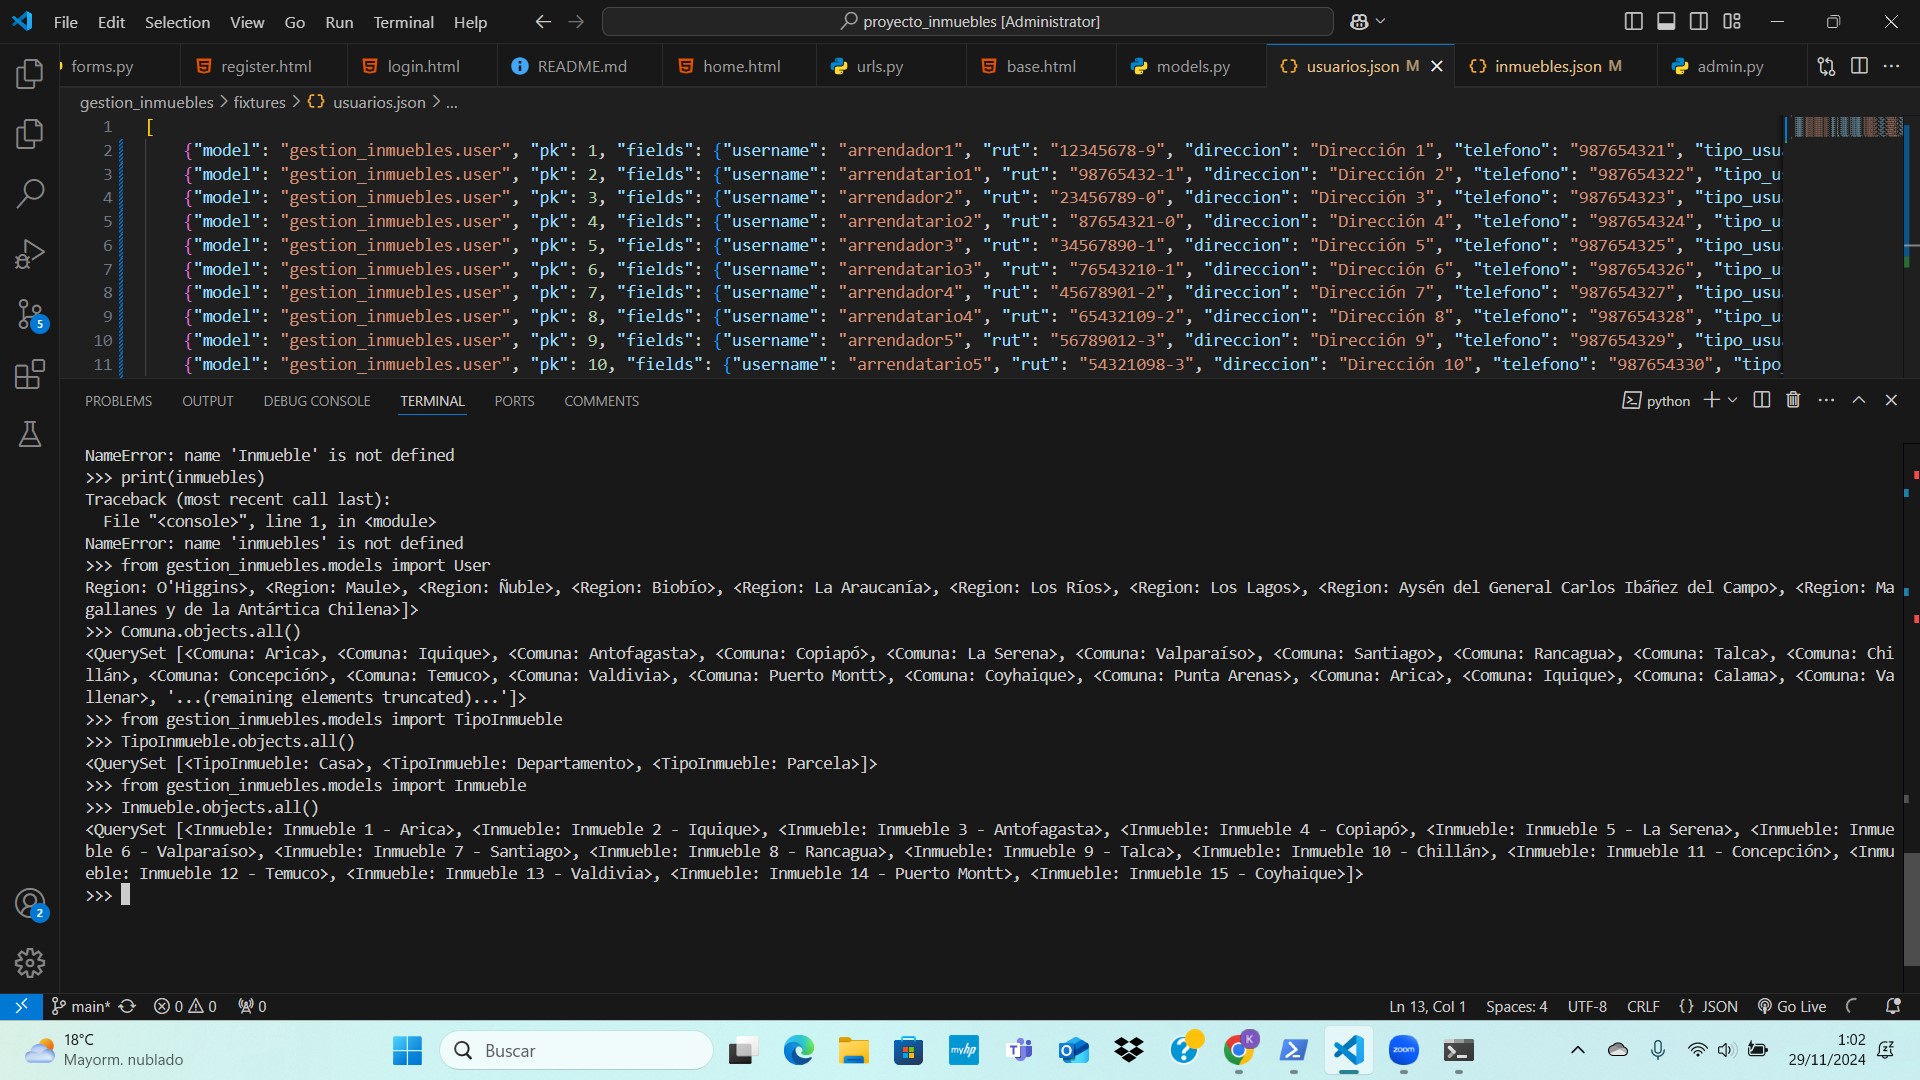 File Edit Selection View Go Run Terminal Help
proyecto_inmuebles [Administrator]
forms.py register.html login.html README.md home.html urls.py base.html models.py usuarios.json M inmuebles.json M admin.py
gestion_inmuebles > fixtures > {} usuarios.json > ...
1 [
2 {"model": "gestion_inmuebles.user", "pk": 1, "fields": {"username": "arrendador1", "rut": "12345678-9", "direccion": "Dirección 1", "telefono": "987654321", "tipo_usu
3 {"model": "gestion_inmuebles.user", "pk": 2, "fields": {"username": "arrendatario1", "rut": "98765432-1", "direccion": "Dirección 2", "telefono": "987654322", "tipo_u
4 {"model": "gestion_inmuebles.user", "pk": 3, "fields": {"username": "arrendador2", "rut": "23456789-0", "direccion": "Dirección 3", "telefono": "987654323", "tipo_usu
5 {"model": "gestion_inmuebles.user", "pk": 4, "fields": {"username": "arrendatario2", "rut": "87654321-0", "direccion": "Dirección 4", "telefono": "987654324", "tipo_u
6 {"model": "gestion_inmuebles.user", "pk": 5, "fields": {"username": "arrendador3", "rut": "34567890-1", "direccion": "Dirección 5", "telefono": "987654325", "tipo_usu
7 {"model": "gestion_inmuebles.user", "pk": 6, "fields": {"username": "arrendatario3", "rut": "76543210-1", "direccion": "Dirección 6", "telefono": "987654326", "tipo_u
8 {"model": "gestion_inmuebles.user", "pk": 7, "fields": {"username": "arrendador4", "rut": "45678901-2", "direccion": "Dirección 7", "telefono": "987654327", "tipo_usu
9 {"model": "gestion_inmuebles.user", "pk": 8, "fields": {"username": "arrendatario4", "rut": "65432109-2", "direccion": "Dirección 8", "telefono": "987654328", "tipo_u
10 {"model": "gestion_inmuebles.user", "pk": 9, "fields": {"username": "arrendador5", "rut": "56789012-3", "direccion": "Dirección 9", "telefono": "987654329", "tipo_usu
11 {"model": "gestion_inmuebles.user", "pk": 10, "fields": {"username": "arrendatario5", "rut": "54321098-3", "direccion": "Dirección 10", "telefono": "987654330", "tipo_
PROBLEMS OUTPUT DEBUG CONSOLE TERMINAL PORTS COMMENTS python
NameError: name 'Inmueble' is not defined
>>> print(inmuebles)
Traceback (most recent call last):
File "<console>", line 1, in <module>
NameError: name 'inmuebles' is not defined
>>> from gestion_inmuebles.models import User
Region: O'Higgins>, <Region: Maule>, <Region: Ñuble>, <Region: Biobío>, <Region: La Araucanía>, <Region: Los Ríos>, <Region: Los Lagos>, <Region: Aysén del General Carlos Ibáñez del Campo>, <Region: Ma
gallanes y de la Antártica Chilena>]>
>>> Comuna.objects.all()
<QuerySet [<Comuna: Arica>, <Comuna: Iquique>, <Comuna: Antofagasta>, <Comuna: Copiapó>, <Comuna: La Serena>, <Comuna: Valparaíso>, <Comuna: Santiago>, <Comuna: Rancagua>, <Comuna: Talca>, <Comuna: Chi
llán>, <Comuna: Concepción>, <Comuna: Temuco>, <Comuna: Valdivia>, <Comuna: Puerto Montt>, <Comuna: Coyhaique>, <Comuna: Punta Arenas>, <Comuna: Arica>, <Comuna: Iquique>, <Comuna: Calama>, <Comuna: Va
llenar>, '...(remaining elements truncated)...']>
>>> from gestion_inmuebles.models import TipoInmueble
>>> TipoInmueble.objects.all()
<QuerySet [<TipoInmueble: Casa>, <TipoInmueble: Departamento>, <TipoInmueble: Parcela>]>
>>> from gestion_inmuebles.models import Inmueble
>>> Inmueble.objects.all()
<QuerySet [<Inmueble: Inmueble 1 - Arica>, <Inmueble: Inmueble 2 - Iquique>, <Inmueble: Inmueble 3 - Antofagasta>, <Inmueble: Inmueble 4 - Copiapó>, <Inmueble: Inmueble 5 - La Serena>, <Inmueble: Inmue
ble 6 - Valparaíso>, <Inmueble: Inmueble 7 - Santiago>, <Inmueble: Inmueble 8 - Rancagua>, <Inmueble: Inmueble 9 - Talca>, <Inmueble: Inmueble 10 - Chillán>, <Inmueble: Inmueble 11 - Concepción>, <Inmu
eble: Inmueble 12 - Temuco>, <Inmueble: Inmueble 13 - Valdivia>, <Inmueble: Inmueble 14 - Puerto Montt>, <Inmueble: Inmueble 15 - Coyhaique>]>
>>>
5
2
main* 0 0 0 Ln 13, Col 1 Spaces: 4 UTF-8 CRLF {} JSON Go Live
18°C
Mayorm. nublado
Buscar
myhp
K
zoom
1:02
29/11/2024